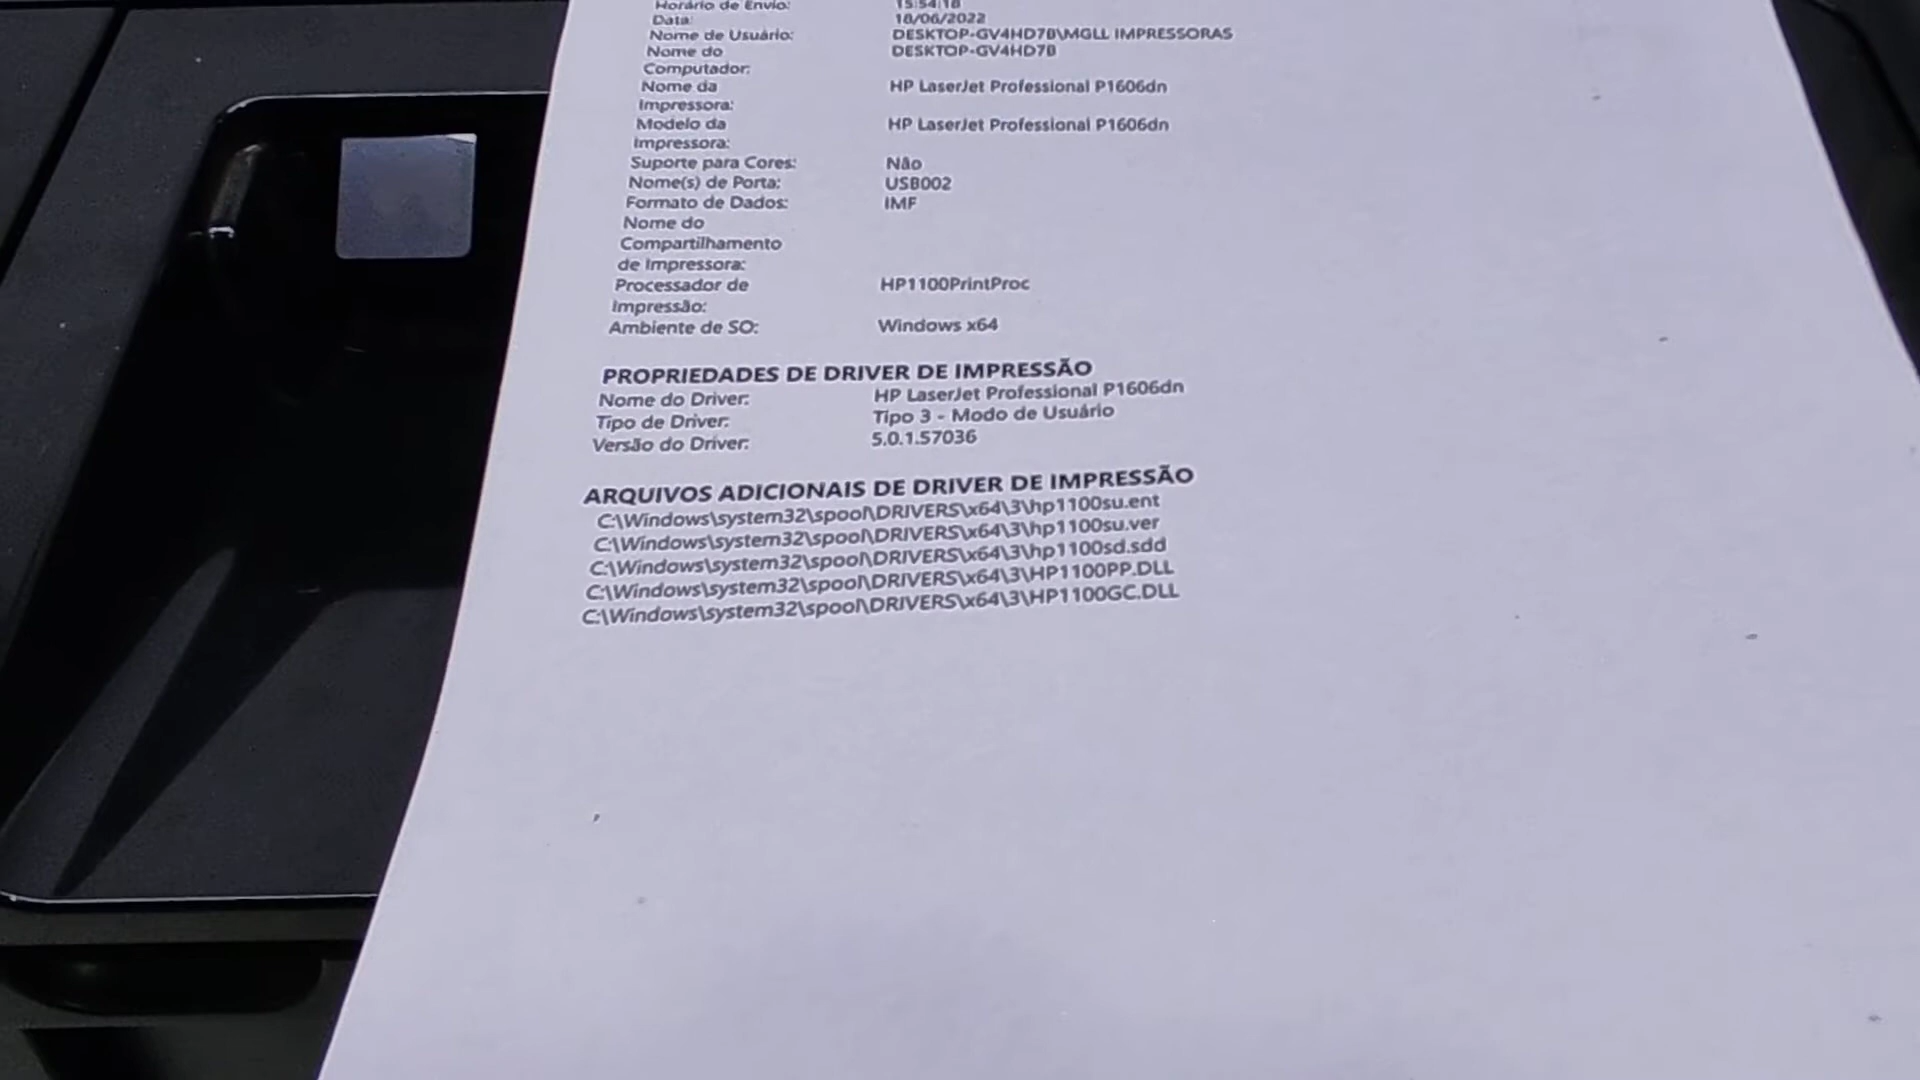 Horário de Envio: 15:54:18
Data: 18/06/2022
Nome de Usuário: DESKTOP-GV4HD7B\MGLL IMPRESSORAS
Nome do DESKTOP-GV4HD7B
Computador:
Nome da HP LaserJet Professional P1606dn
Impressora:
Modelo da HP LaserJet Professional P1606dn
Impressora:
Suporte para Cores: Não
Nome(s) de Porta: USB002
Formato de Dados: IMF
Nome do
Compartilhamento
de Impressora:
Processador de HP1100PrintProc
Impressão:
Ambiente de SO: Windows x64
PROPRIEDADES DE DRIVER DE IMPRESSÃO
Nome do Driver: HP LaserJet Professional P1606dn
Tipo de Driver: Tipo 3 - Modo de Usuário
Versão do Driver: 5.0.1.57036
ARQUIVOS ADICIONAIS DE DRIVER DE IMPRESSÃO
C:\Windows\system32\spool\DRIVERS\x64\3\hp1100su.ent
C:\Windows\system32\spool\DRIVERS\x64\3\hp1100su.ver
C:\Windows\system32\spool\DRIVERS\x64\3\hp1100sd.sdd
C:\Windows\system32\spool\DRIVERS\x64\3\HP1100PP.DLL
C:\Windows\system32\spool\DRIVERS\x64\3\HP1100GC.DLL